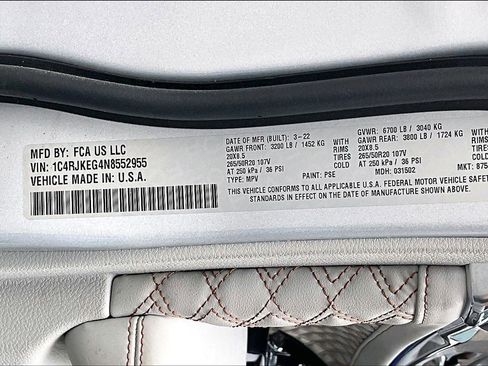 MFD BY: FCA US LLC
VIN: 1C4RJKEG4N8552955
VEHICLE MADE IN: U.S.A.
DATE OF MFR (BUILT): 3-22 GVWR: 6700 LB / 3040 KG
GAWR FRONT: 3200 LB / 1452 KG WITH GAWR REAR: 3800 LB / 1724 KG WITH
20X8.5 RIMS 20X8.5 RIMS
265/50R20 107V TIRES 265/50R20 107V TIRES
AT 250 kPa / 36 PSI COLD AT 250 kPa / 36 PSI COLD
TYPE: MPV PAINT: PSE MDH: 031502 MKT: 875
THIS VEHICLE CONFORMS TO ALL APPLICABLE U.S.A. FEDERAL MOTOR VEHICLE SAFETY
STANDARDS IN EFFECT ON THE DATE OF MANUFACTURE SHOWN ABOVE.